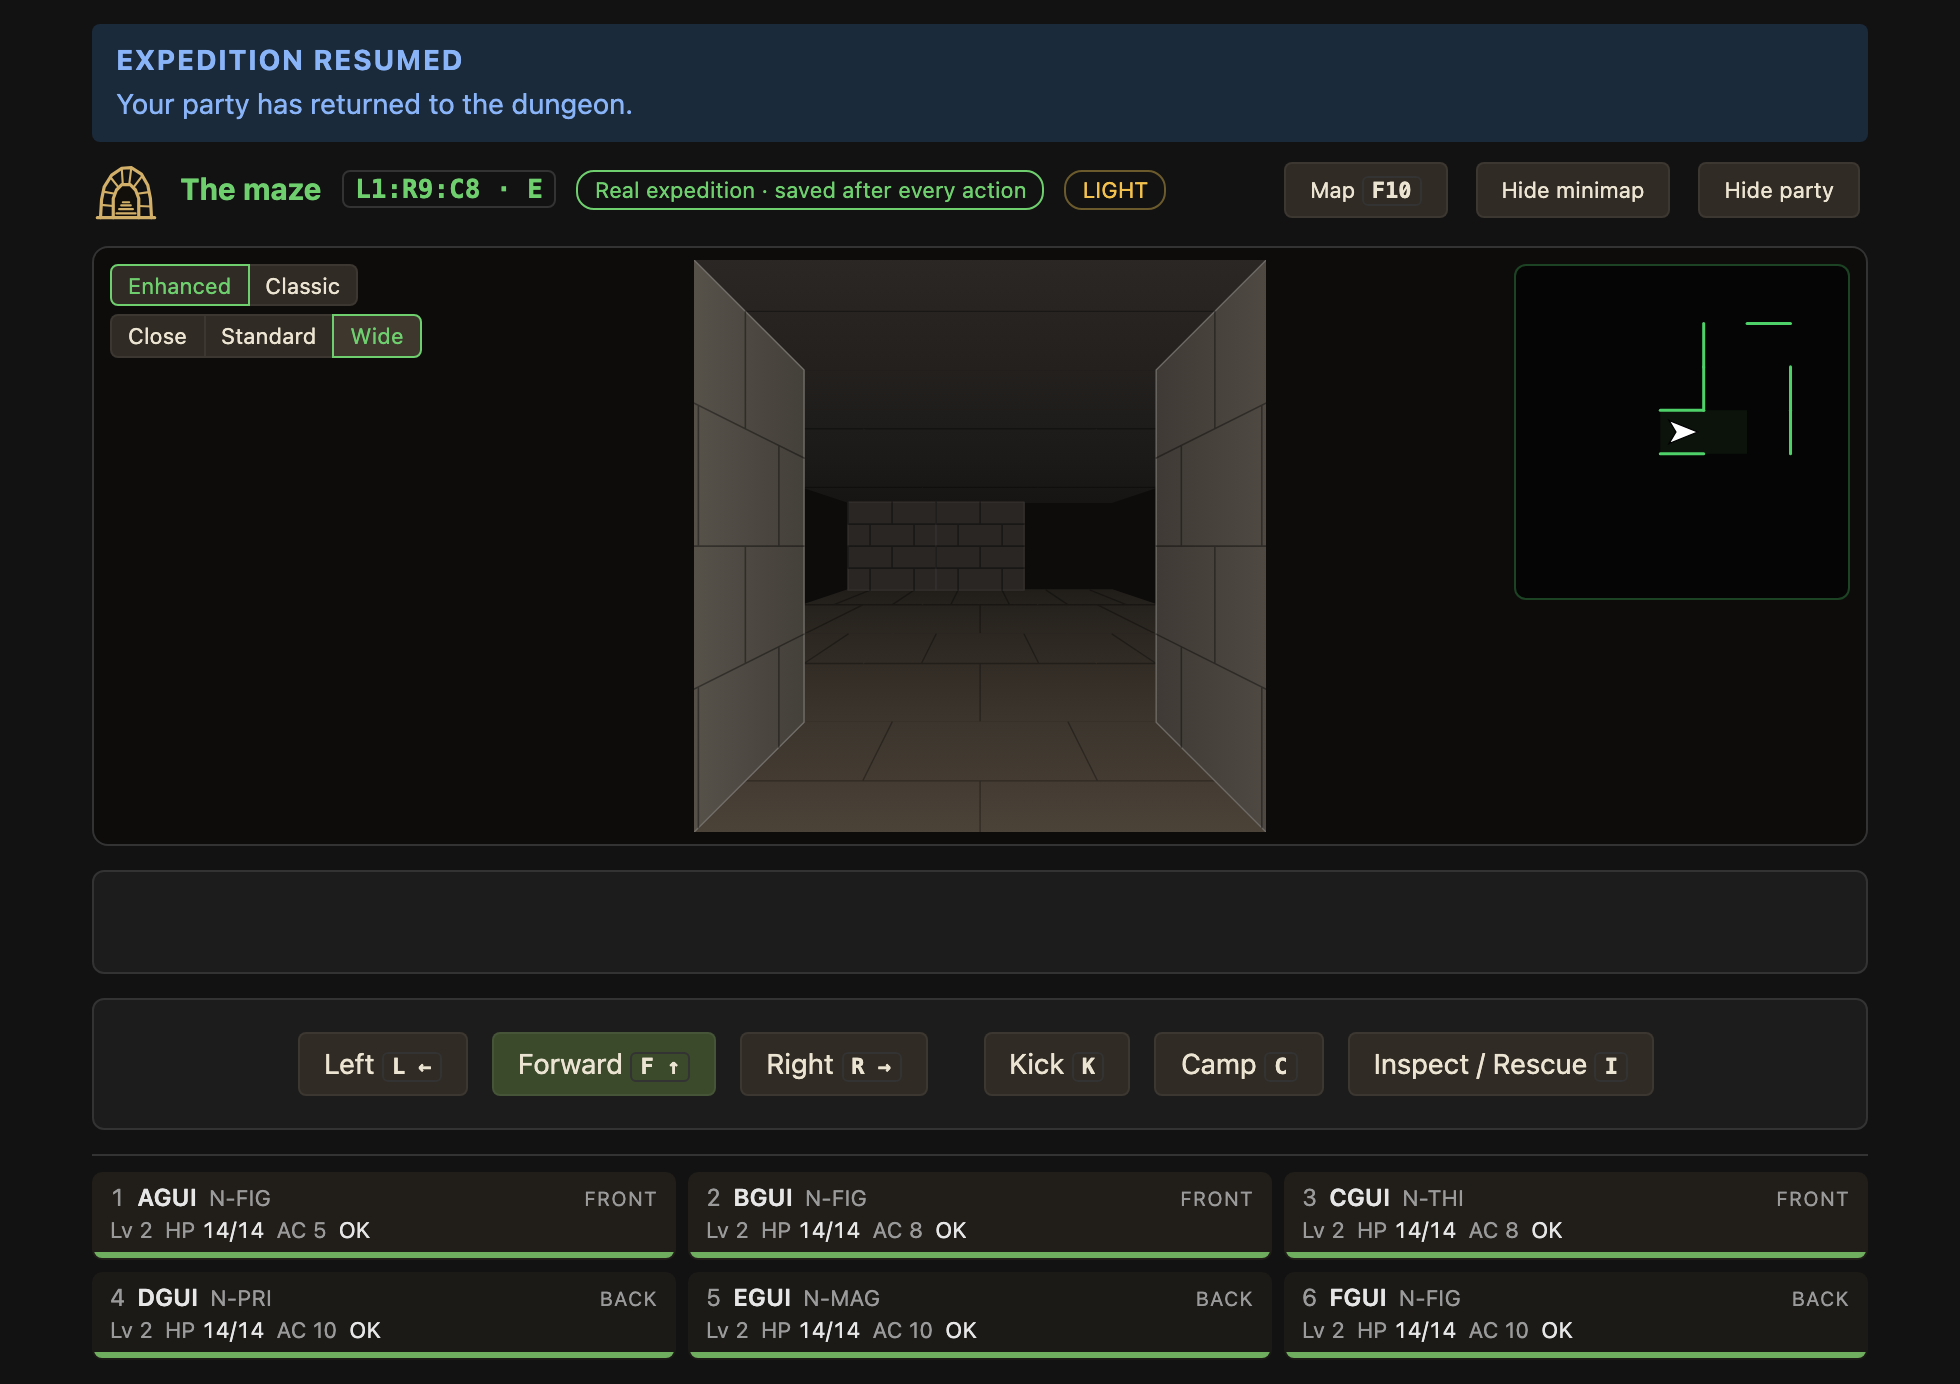 EXPEDITION RESUMED
Your party has returned to the dungeon.
The maze L1:R9:C8 · E Real expedition · saved after every action LIGHT Map F10 Hide minimap Hide party
Enhanced Classic
Close Standard Wide
Left L ← Forward F ↑ Right R → Kick K Camp C Inspect / Rescue I
1 AGUI N-FIG FRONT
Lv 2 HP 14/14 AC 5 OK
2 BGUI N-FIG FRONT
Lv 2 HP 14/14 AC 8 OK
3 CGUI N-THI FRONT
Lv 2 HP 14/14 AC 8 OK
4 DGUI N-PRI BACK
Lv 2 HP 14/14 AC 10 OK
5 EGUI N-MAG BACK
Lv 2 HP 14/14 AC 10 OK
6 FGUI N-FIG BACK
Lv 2 HP 14/14 AC 10 OK